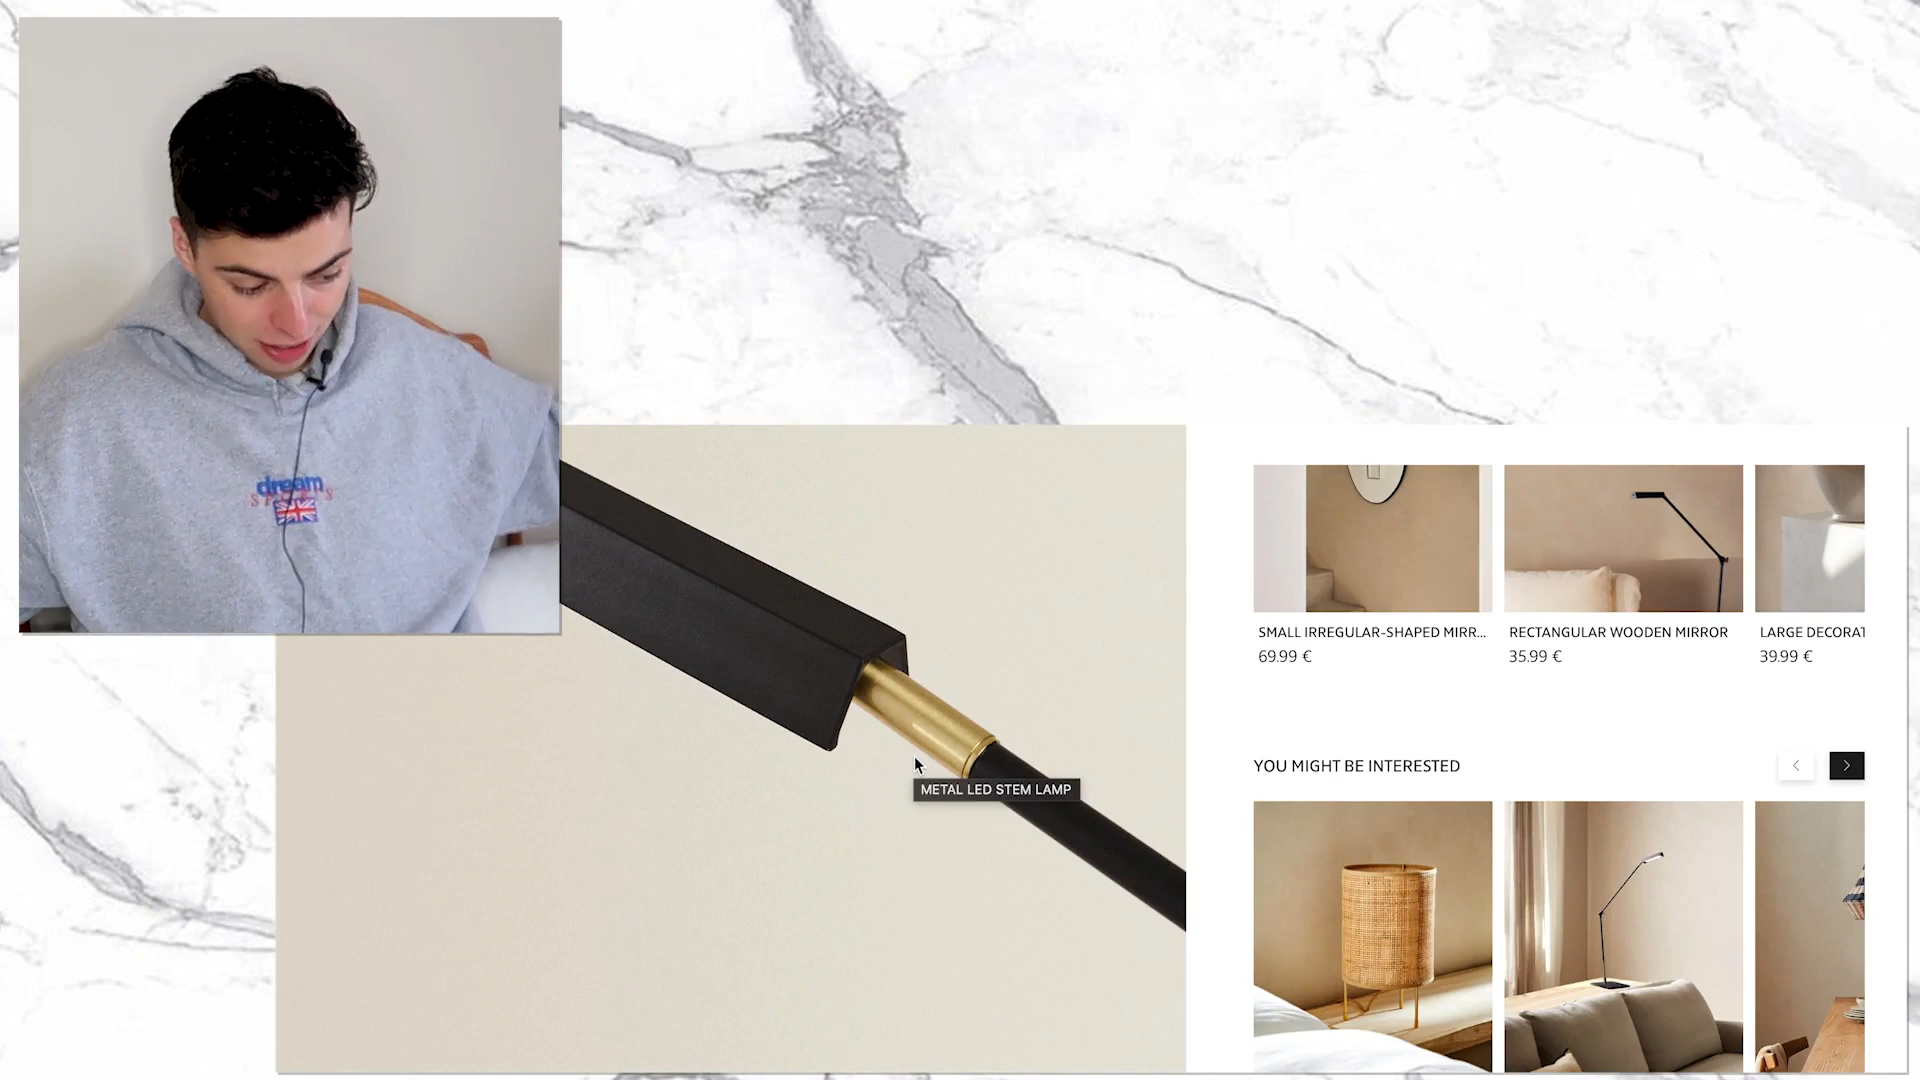 dream
SPORTS
SMALL IRREGULAR-SHAPED MIRR...
69.99 €
RECTANGULAR WOODEN MIRROR
35.99 €
LARGE DECORAT
39.99 €
YOU MIGHT BE INTERESTED
METAL LED STEM LAMP